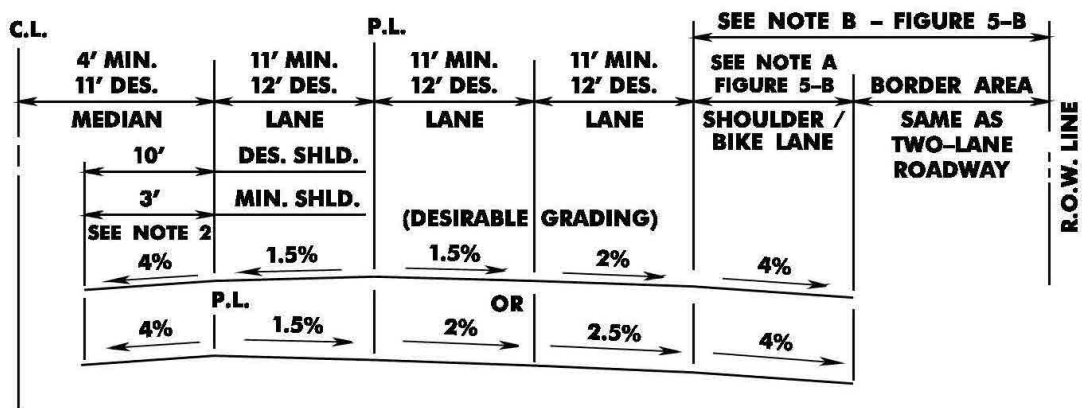 SEE NOTE B – FIGURE 5–B
C.L.
P.L.
4' MIN.
11' DES.
11' MIN.
12' DES.
11' MIN.
12' DES.
11' MIN.
12' DES.
SEE NOTE A
FIGURE 5–B
BORDER AREA
MEDIAN
LANE
LANE
LANE
SHOULDER /
BIKE LANE
SAME AS
TWO–LANE
ROADWAY
R.O.W. LINE
10'
DES. SHLD.
3'
MIN. SHLD.
SEE NOTE 2
(DESIRABLE GRADING)
4%
1.5%
1.5%
2%
4%
P.L.
OR
4%
1.5%
2%
2.5%
4%